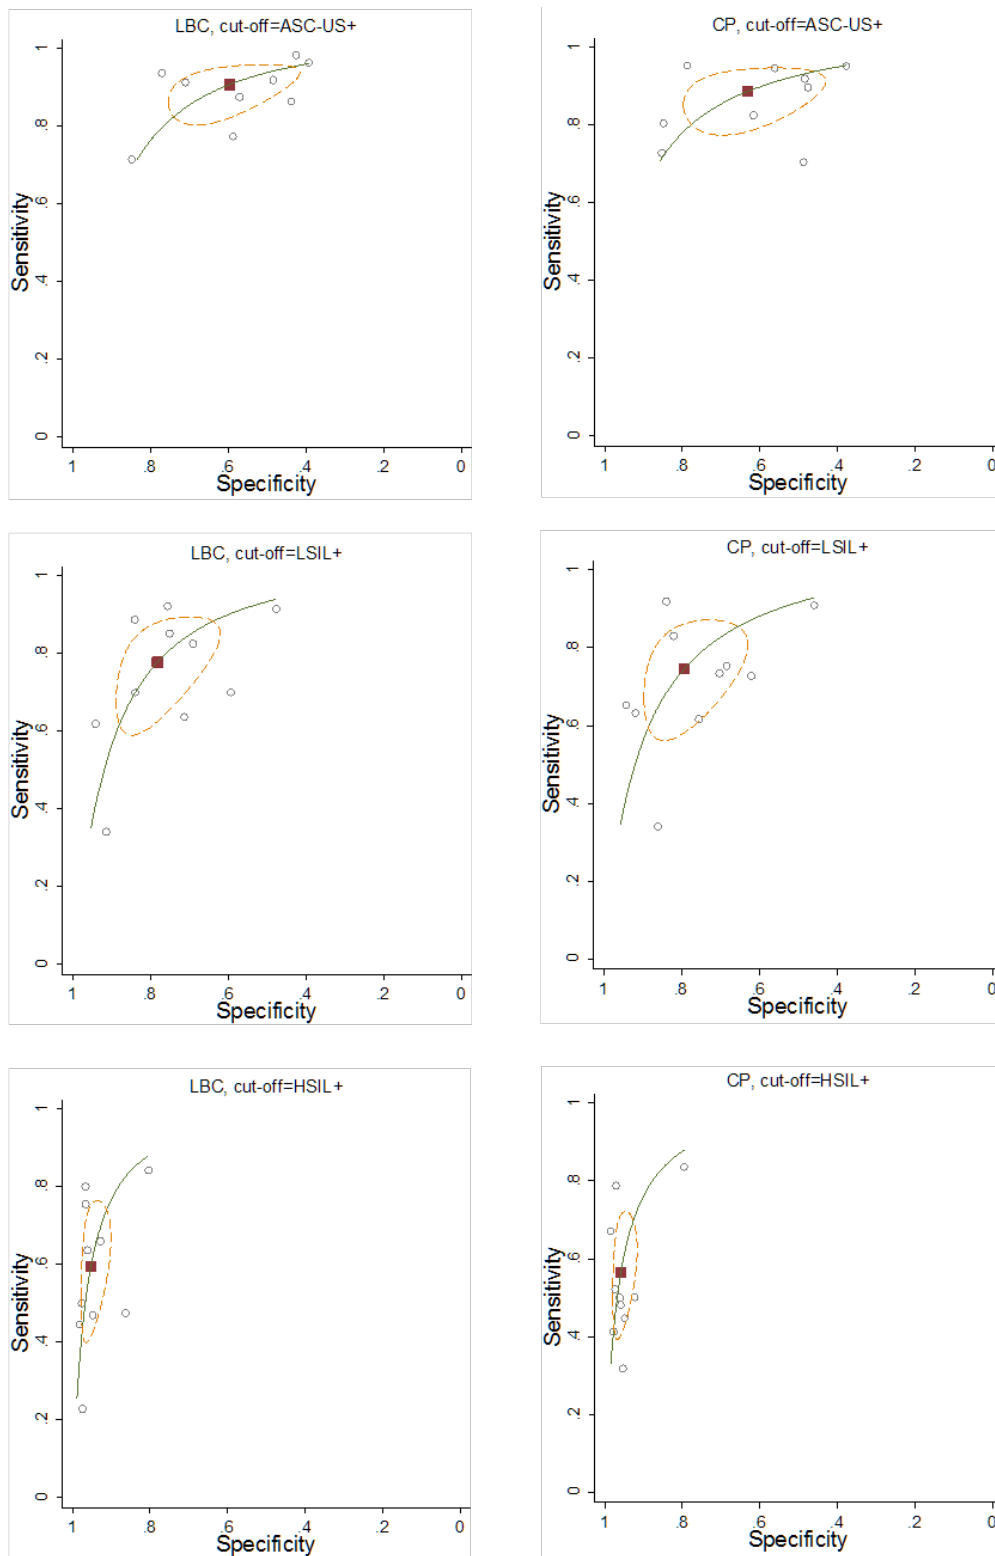 LBC, cut-off=ASC-US+
Sensitivity
1
.8
.6
.4
.2
0
1 .8 .6 .4 .2 0
Specificity
CP, cut-off=ASC-US+
Sensitivity
1
.8
.6
.4
.2
0
1 .8 .6 .4 .2 0
Specificity
LBC, cut-off=LSIL+
Sensitivity
1
.8
.6
.4
.2
0
1 .8 .6 .4 .2 0
Specificity
CP, cut-off=LSIL+
Sensitivity
1
.8
.6
.4
.2
0
1 .8 .6 .4 .2 0
Specificity
LBC, cut-off=HSIL+
Sensitivity
1
.8
.6
.4
.2
0
1 .8 .6 .4 .2 0
Specificity
CP, cut-off=HSIL+
Sensitivity
1
.8
.6
.4
.2
0
1 .8 .6 .4 .2 0
Specificity